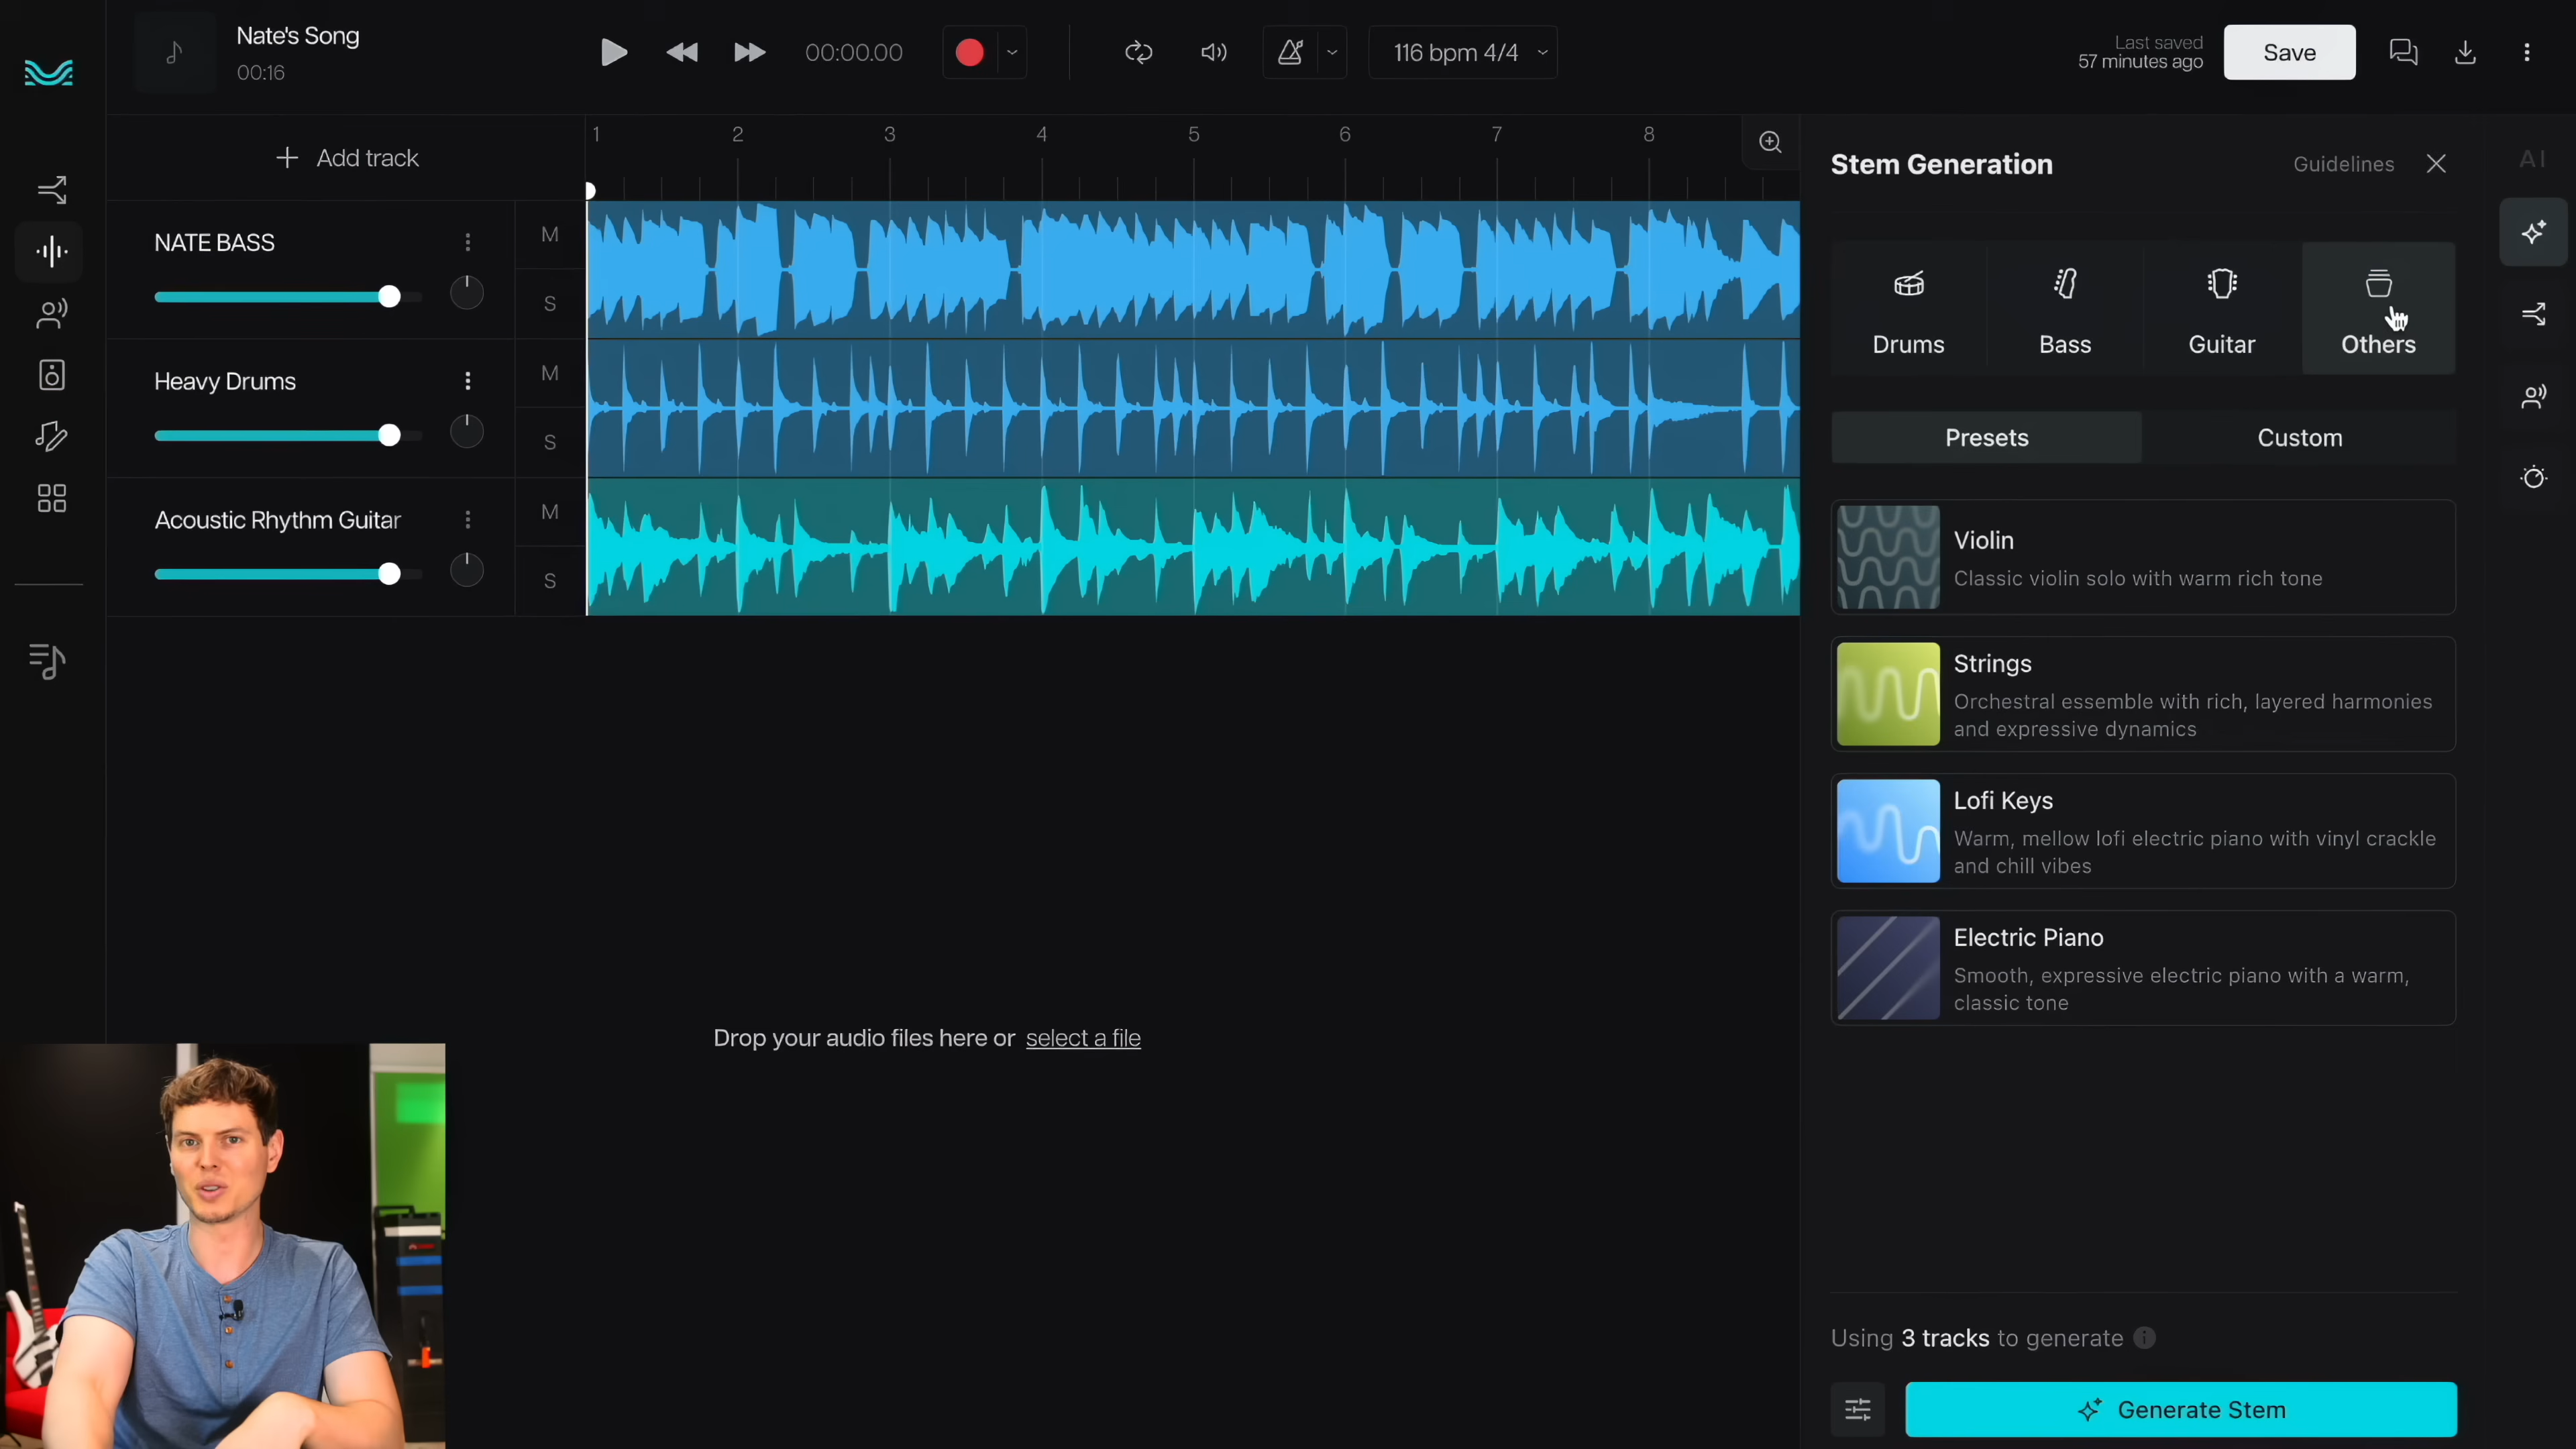 Nate's Song
00:16
00:00.00
116 bpm 4/4
Last saved
57 minutes ago
Save
Add track
1 2 3 4 5 6 7 8
NATE BASS
M
S
Heavy Drums
M
S
Acoustic Rhythm Guitar
M
S
Drop your audio files here or select a file
Stem Generation
Guidelines
AI
Drums
Bass
Guitar
Others
Presets
Custom
Violin
Classic violin solo with warm rich tone
Strings
Orchestral essemble with rich, layered harmonies
and expressive dynamics
Lofi Keys
Warm, mellow lofi electric piano with vinyl crackle
and chill vibes
Electric Piano
Smooth, expressive electric piano with a warm,
classic tone
Using 3 tracks to generate
Generate Stem